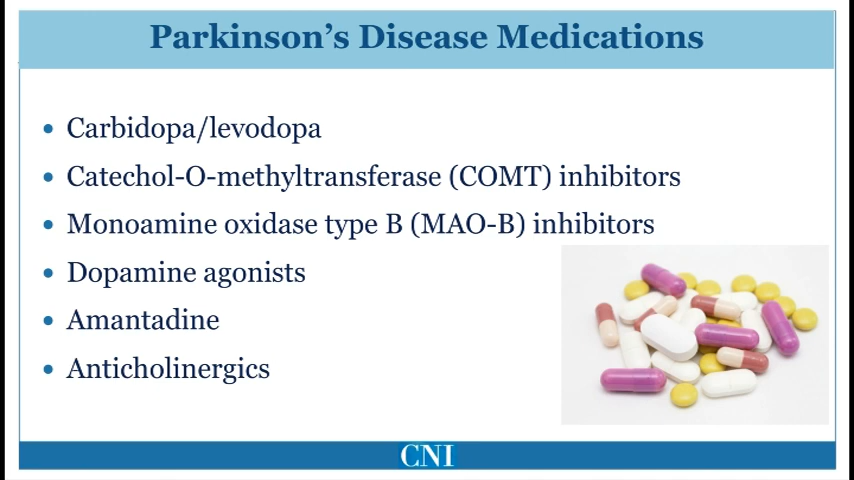 Parkinson’s Disease Medications
• Carbidopa/levodopa
• Catechol-O-methyltransferase (COMT) inhibitors
• Monoamine oxidase type B (MAO-B) inhibitors
• Dopamine agonists
• Amantadine
• Anticholinergics
CNI